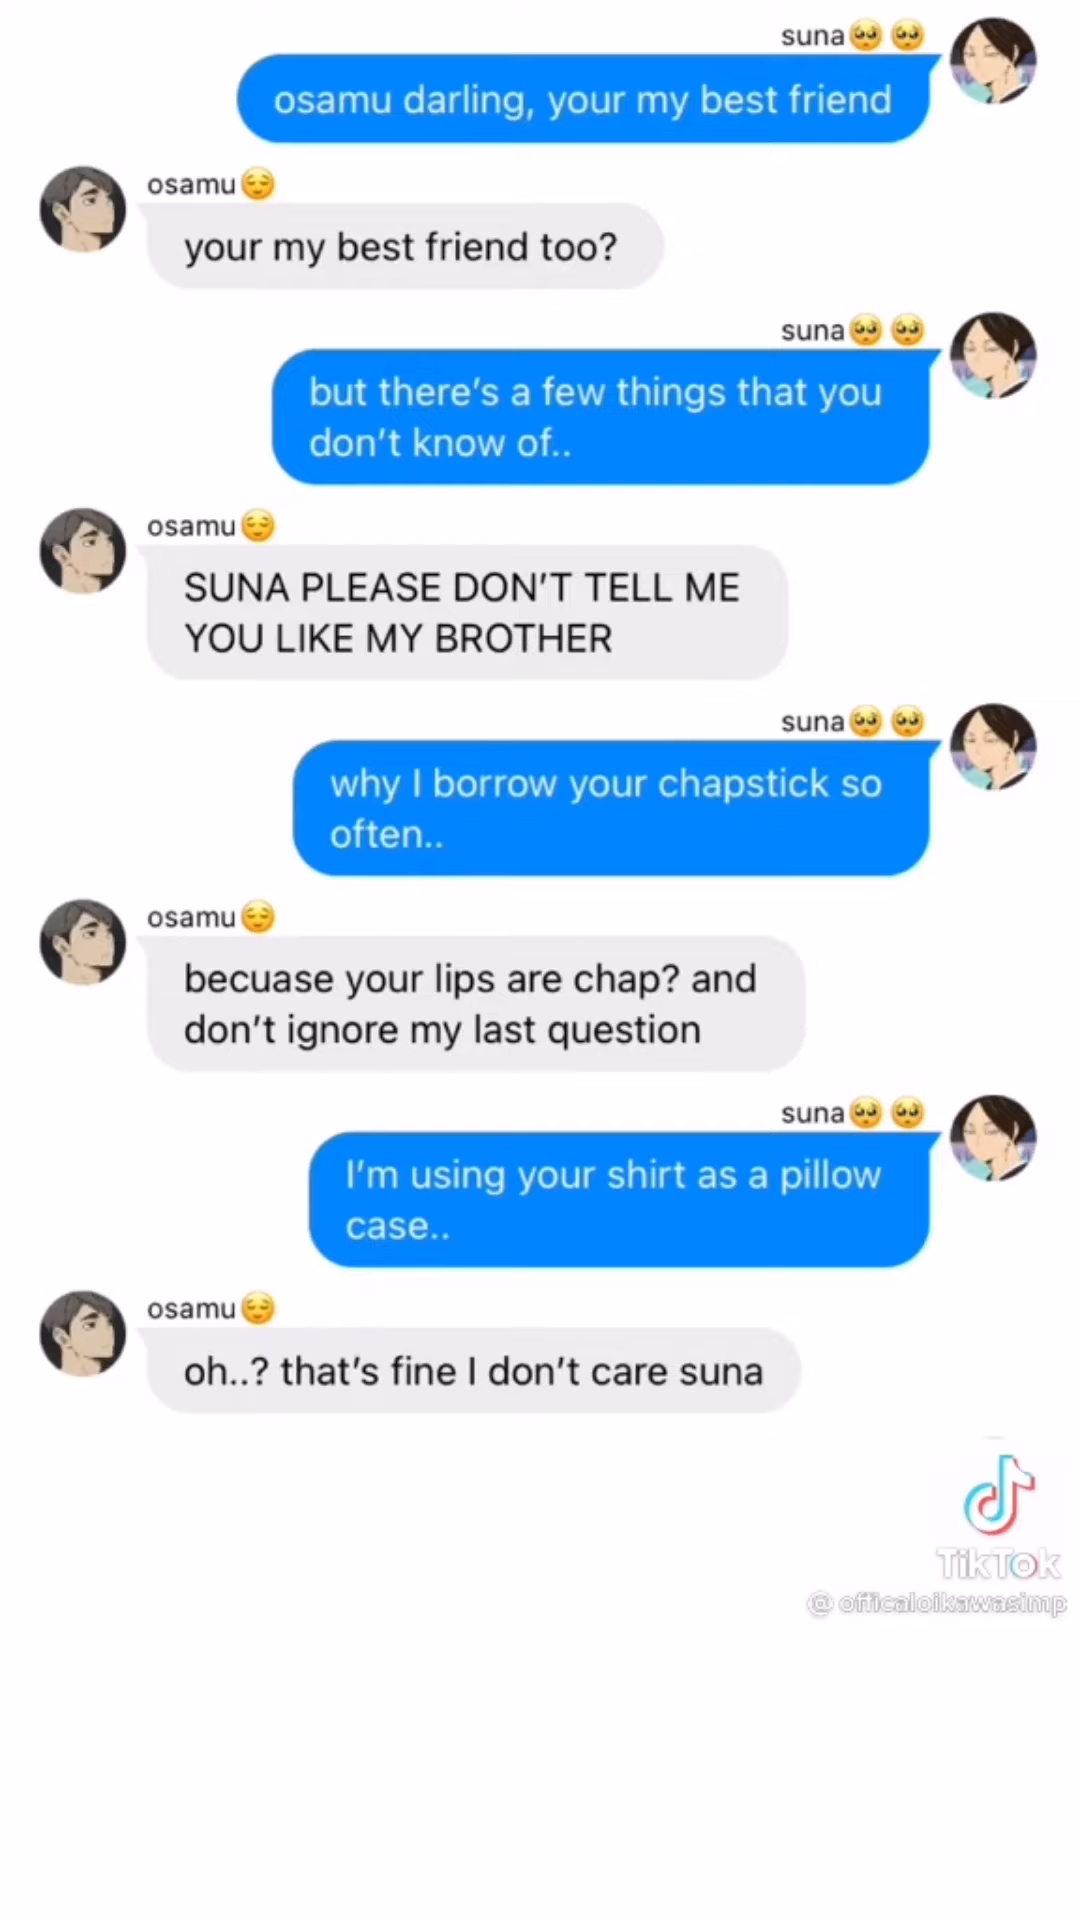 suna🥺🥺
osamu darling, your my best friend
osamu😌
your my best friend too?
suna🥺🥺
but there's a few things that you
don't know of..
osamu😌
SUNA PLEASE DON'T TELL ME
YOU LIKE MY BROTHER
suna🥺🥺
why I borrow your chapstick so
often..
osamu😌
becuase your lips are chap? and
don't ignore my last question
suna🥺🥺
I'm using your shirt as a pillow
case..
osamu😌
oh..? that's fine I don't care suna
TikTok
@officaloikawasimp